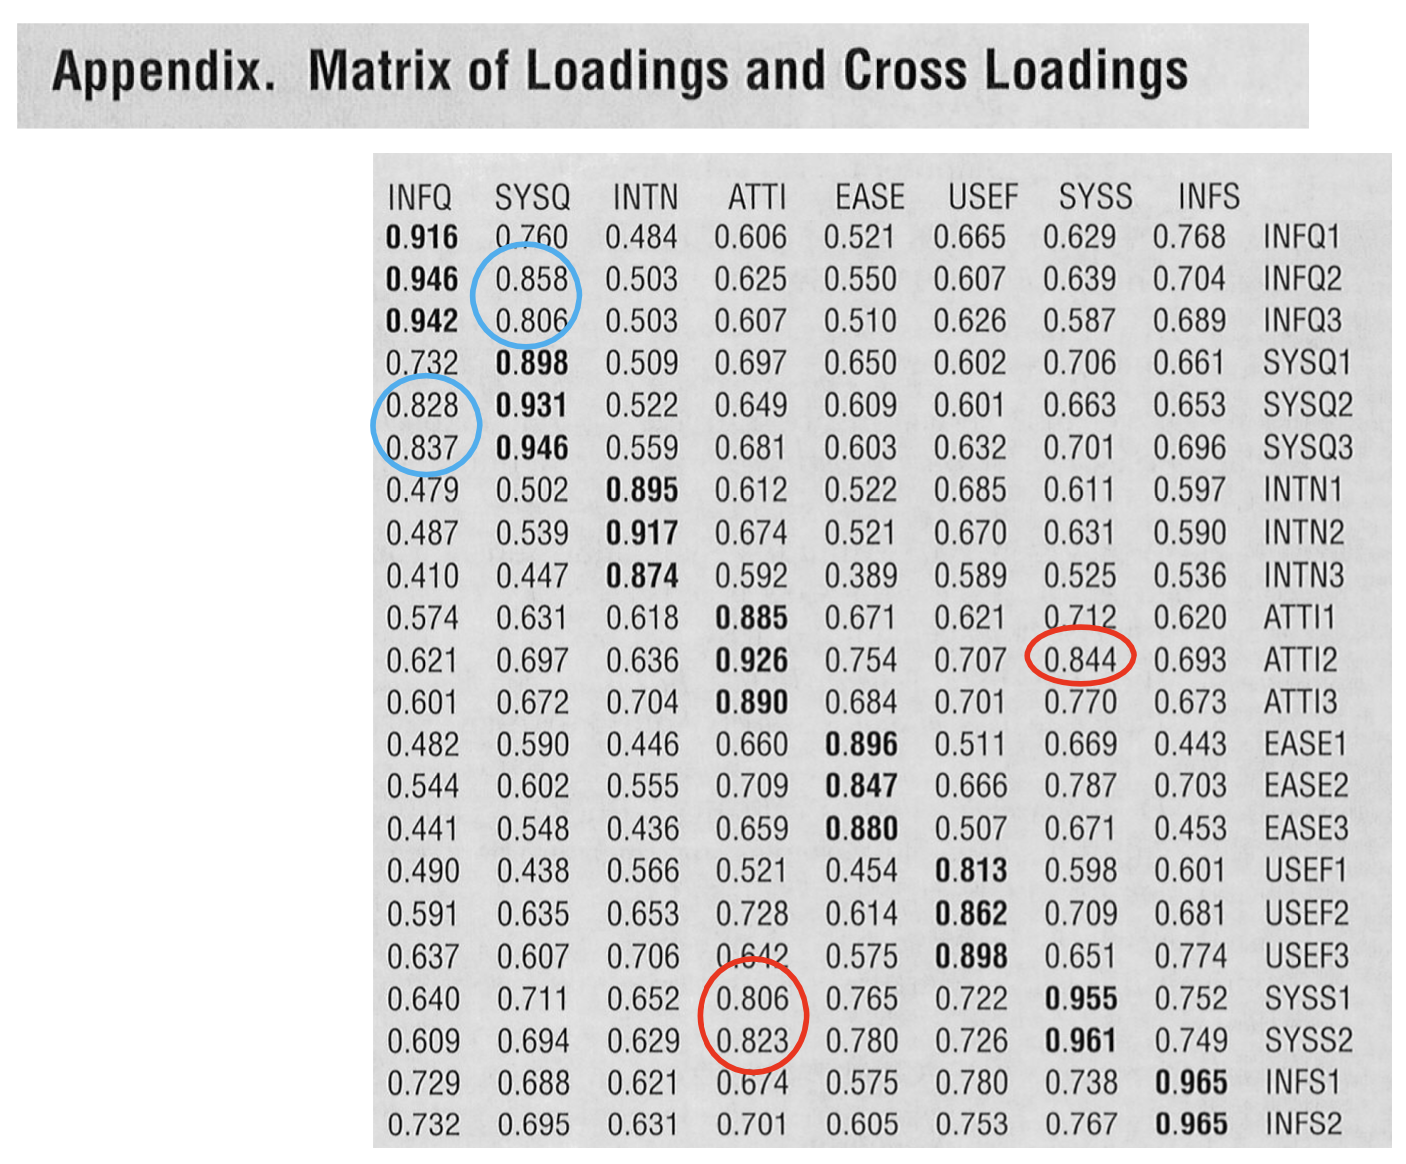 Appendix. Matrix of Loadings and Cross Loadings
INFQ SYSQ INTN ATTI EASE USEF SYSS INFS
0.916 0.760 0.484 0.606 0.521 0.665 0.629 0.768 INFQ1
0.946 0.858 0.503 0.625 0.550 0.607 0.639 0.704 INFQ2
0.942 0.806 0.503 0.607 0.510 0.626 0.587 0.689 INFQ3
0.732 0.898 0.509 0.697 0.650 0.602 0.706 0.661 SYSQ1
0.828 0.931 0.522 0.649 0.609 0.601 0.663 0.653 SYSQ2
0.837 0.946 0.559 0.681 0.603 0.632 0.701 0.696 SYSQ3
0.479 0.502 0.895 0.612 0.522 0.685 0.611 0.597 INTN1
0.487 0.539 0.917 0.674 0.521 0.670 0.631 0.590 INTN2
0.410 0.447 0.874 0.592 0.389 0.589 0.525 0.536 INTN3
0.574 0.631 0.618 0.885 0.671 0.621 0.712 0.620 ATTI1
0.621 0.697 0.636 0.926 0.754 0.707 0.844 0.693 ATTI2
0.601 0.672 0.704 0.890 0.684 0.701 0.770 0.673 ATTI3
0.482 0.590 0.446 0.660 0.896 0.511 0.669 0.443 EASE1
0.544 0.602 0.555 0.709 0.847 0.666 0.787 0.703 EASE2
0.441 0.548 0.436 0.659 0.880 0.507 0.671 0.453 EASE3
0.490 0.438 0.566 0.521 0.454 0.813 0.598 0.601 USEF1
0.591 0.635 0.653 0.728 0.614 0.862 0.709 0.681 USEF2
0.637 0.607 0.706 0.642 0.575 0.898 0.651 0.774 USEF3
0.640 0.711 0.652 0.806 0.765 0.722 0.955 0.752 SYSS1
0.609 0.694 0.629 0.823 0.780 0.726 0.961 0.749 SYSS2
0.729 0.688 0.621 0.674 0.575 0.780 0.738 0.965 INFS1
0.732 0.695 0.631 0.701 0.605 0.753 0.767 0.965 INFS2